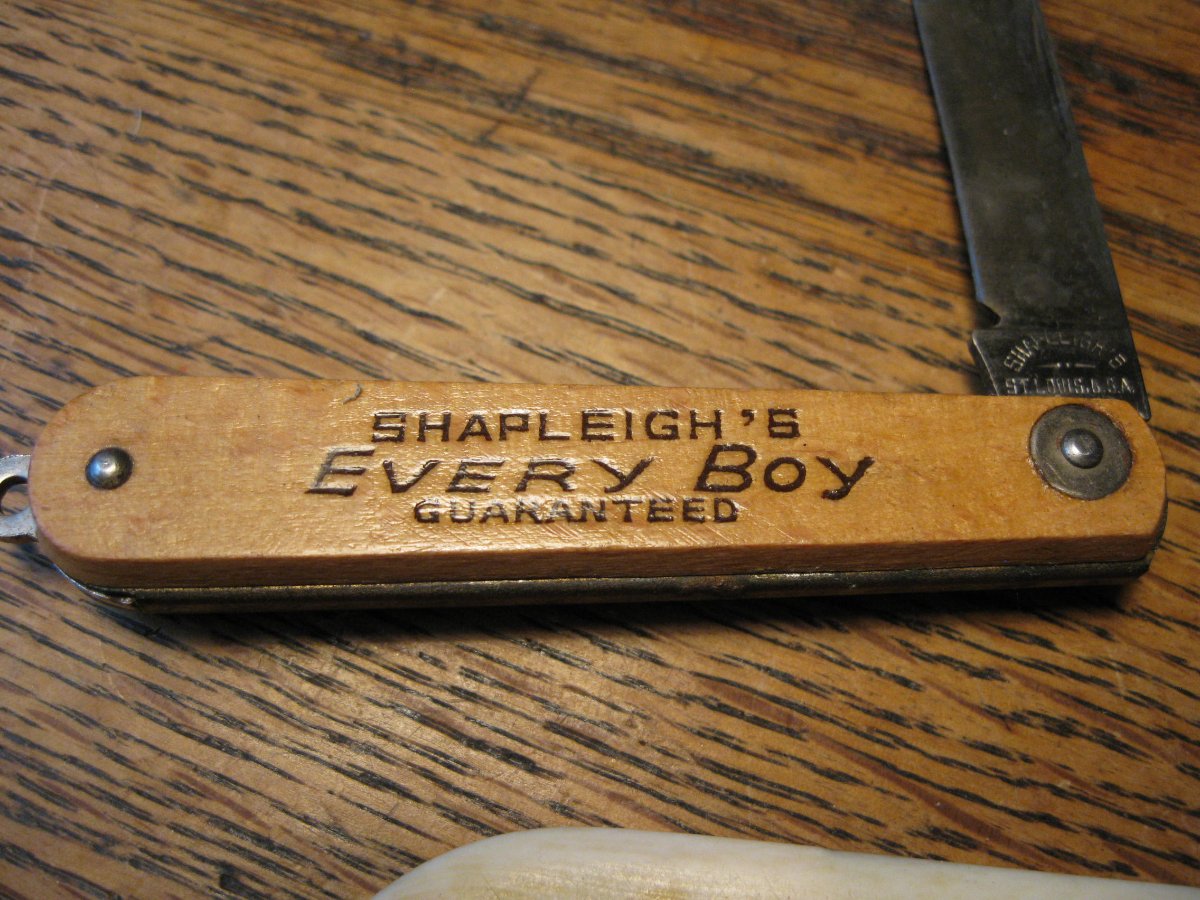 SHAPLEIGH'S
ST. LOUIS, U.S.A.
SHAPLEIGH'S
EVERY BOY
GUARANTEED